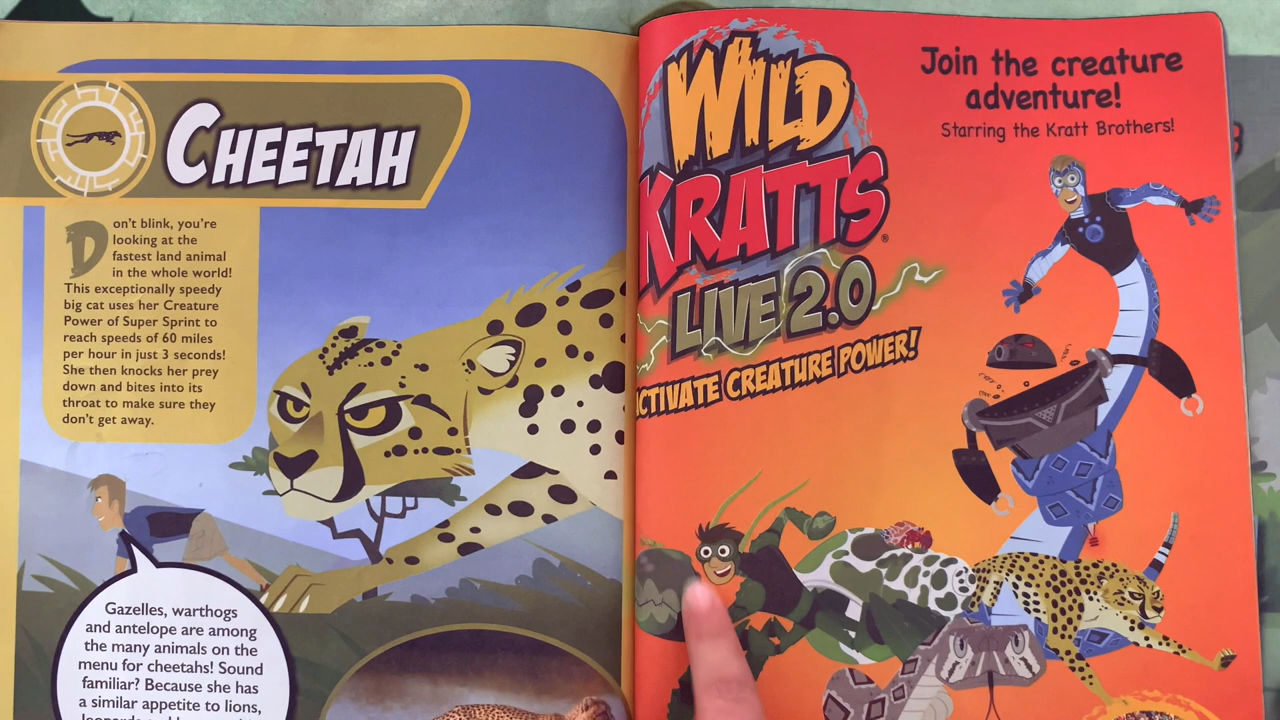 CHEETAH
Don't blink, you're
looking at the
fastest land animal
in the whole world!
This exceptionally speedy
big cat uses her Creature
Power of Super Sprint to
reach speeds of 60 miles
per hour in just 3 seconds!
She then knocks her prey
down and bites into its
throat to make sure they
don't get away.
Gazelles, warthogs
and antelope are among
the many animals on the
menu for cheetahs! Sound
familiar? Because she has
a similar appetite to lions,
WILD
KRATTS®
LIVE 2.0
CTIVATE CREATURE POWER!
Join the creature
adventure!
Starring the Kratt Brothers!